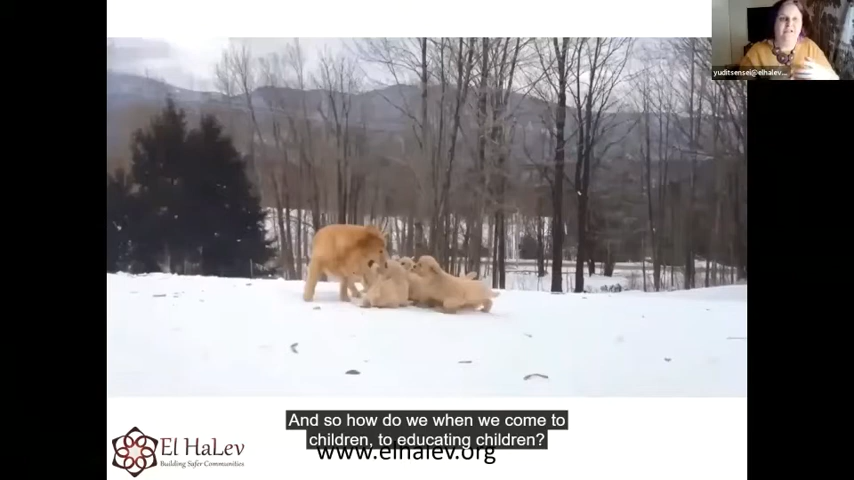 yuditsensei@elhalev...
And so how do we when we come to
children, to educating children?
El HaLev
Building Safer Communities
www.elhalev.org